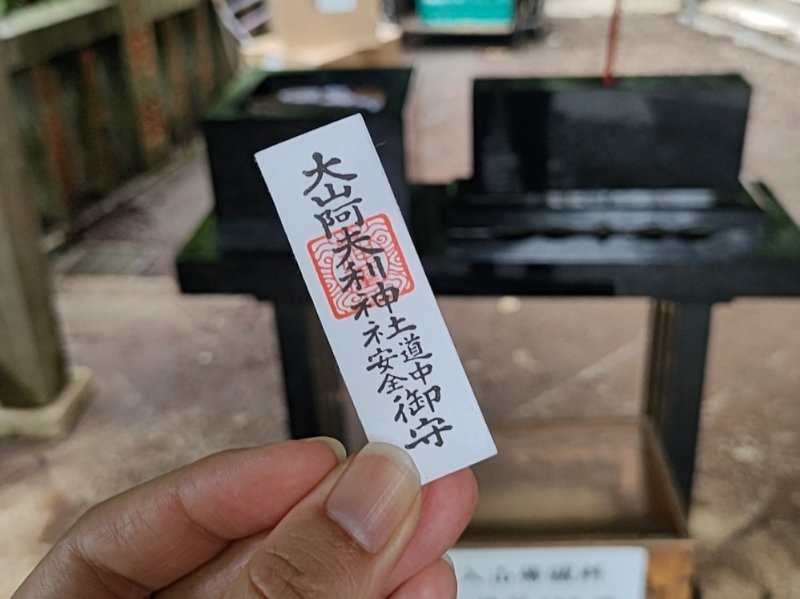 大山阿夫利神社
道中
安全
御守